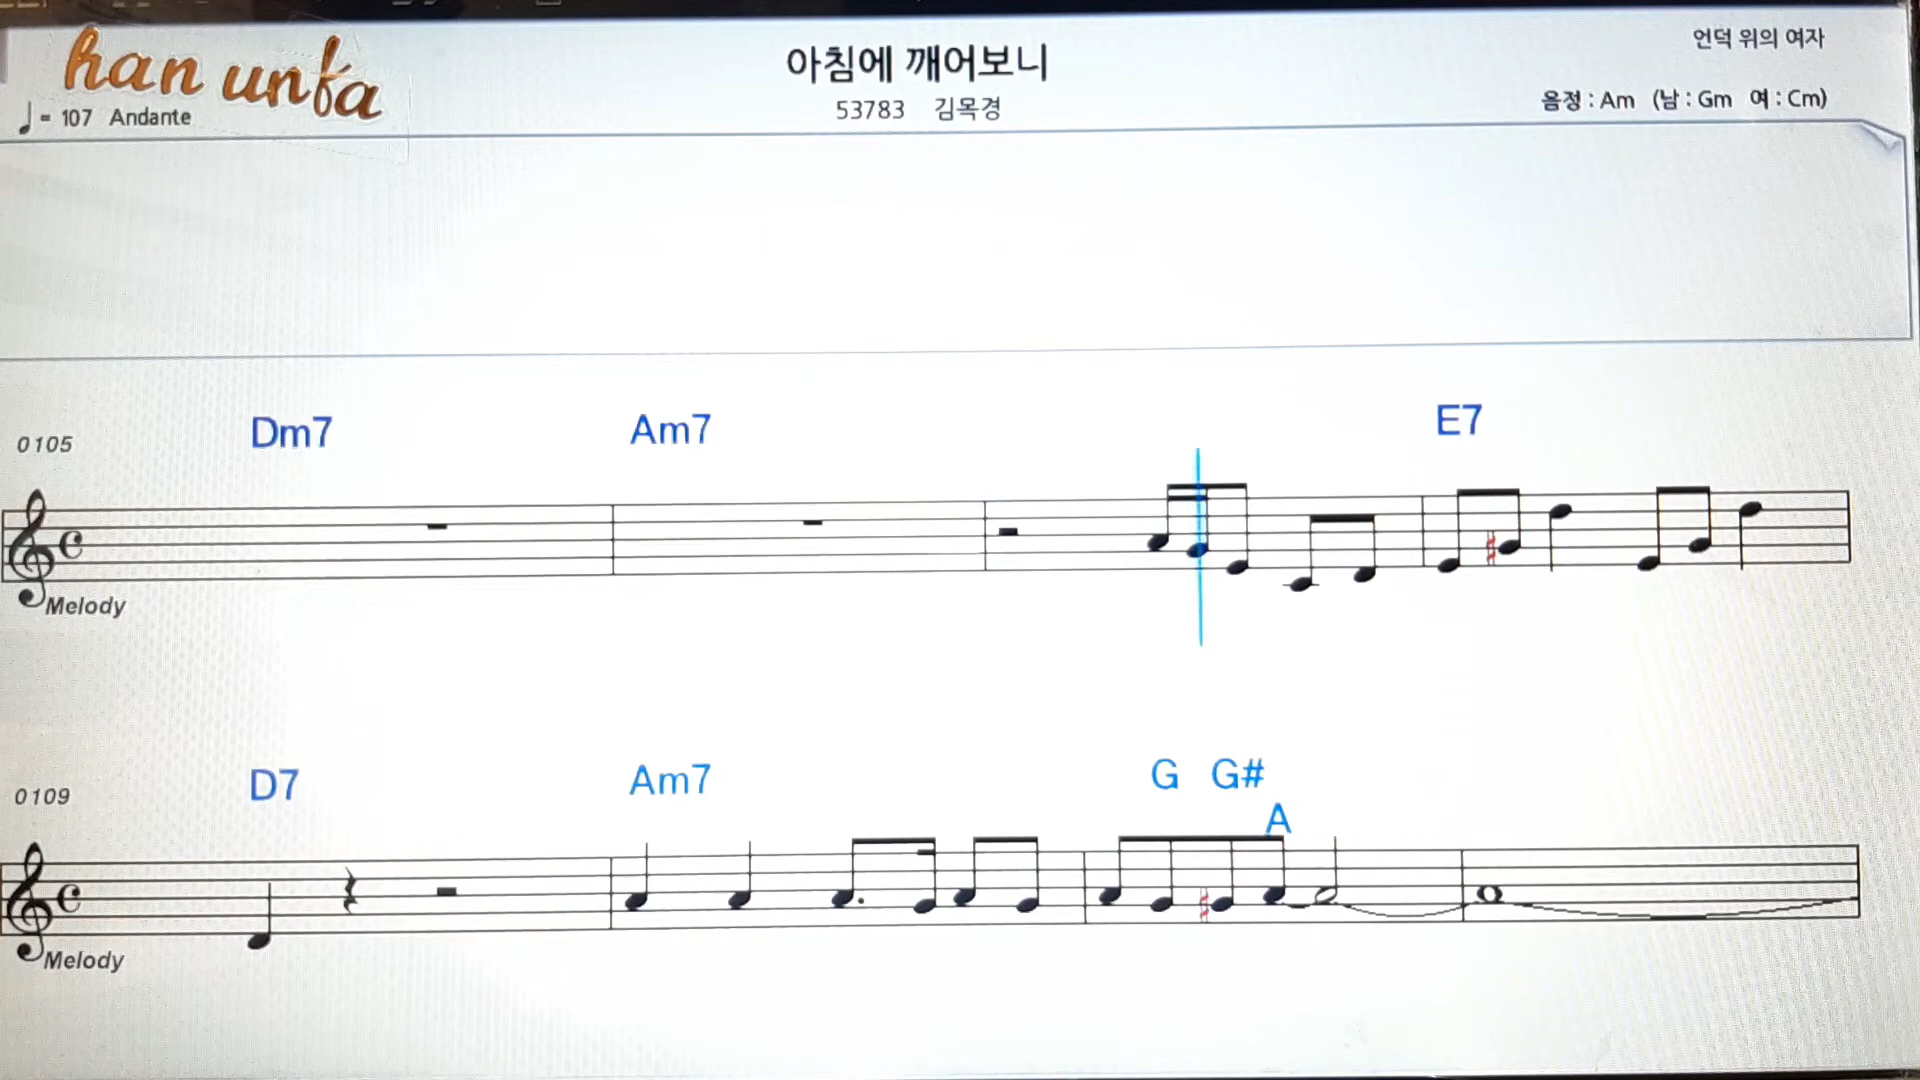 han unfa
아침에 깨어보니
언덕 위의 여자
♩= 107 Andante
53783 김목경
음정 : Am (남 : Gm 여 : Cm)
Dm7 Am7 E7
0105
Melody
D7 Am7 G G#
A
0109
Melody